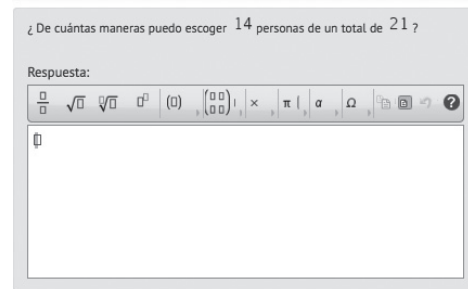 ¿ De cuántas maneras puedo escoger 14 personas de un total de 21 ?
Respuesta:
(□) × π α Ω ?